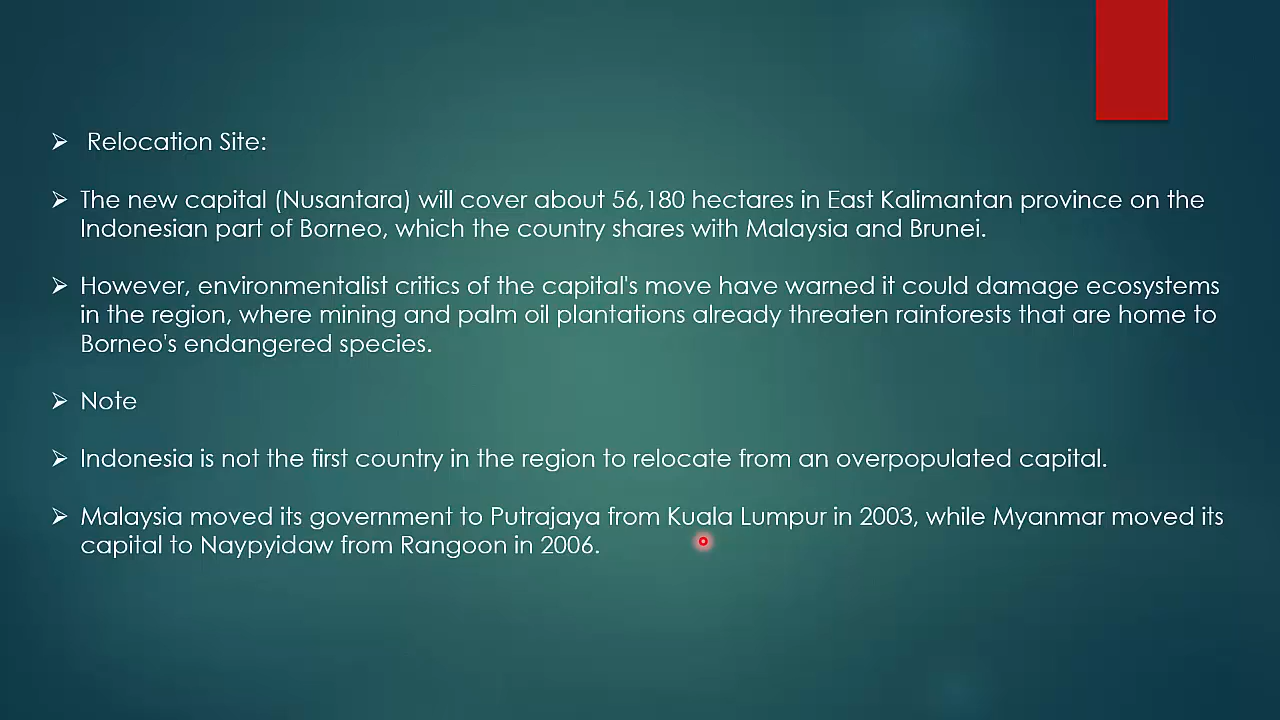 Relocation Site:
The new capital (Nusantara) will cover about 56,180 hectares in East Kalimantan province on the
Indonesian part of Borneo, which the country shares with Malaysia and Brunei.
However, environmentalist critics of the capital's move have warned it could damage ecosystems
in the region, where mining and palm oil plantations already threaten rainforests that are home to
Borneo's endangered species.
Note
Indonesia is not the first country in the region to relocate from an overpopulated capital.
Malaysia moved its government to Putrajaya from Kuala Lumpur in 2003, while Myanmar moved its
capital to Naypyidaw from Rangoon in 2006.